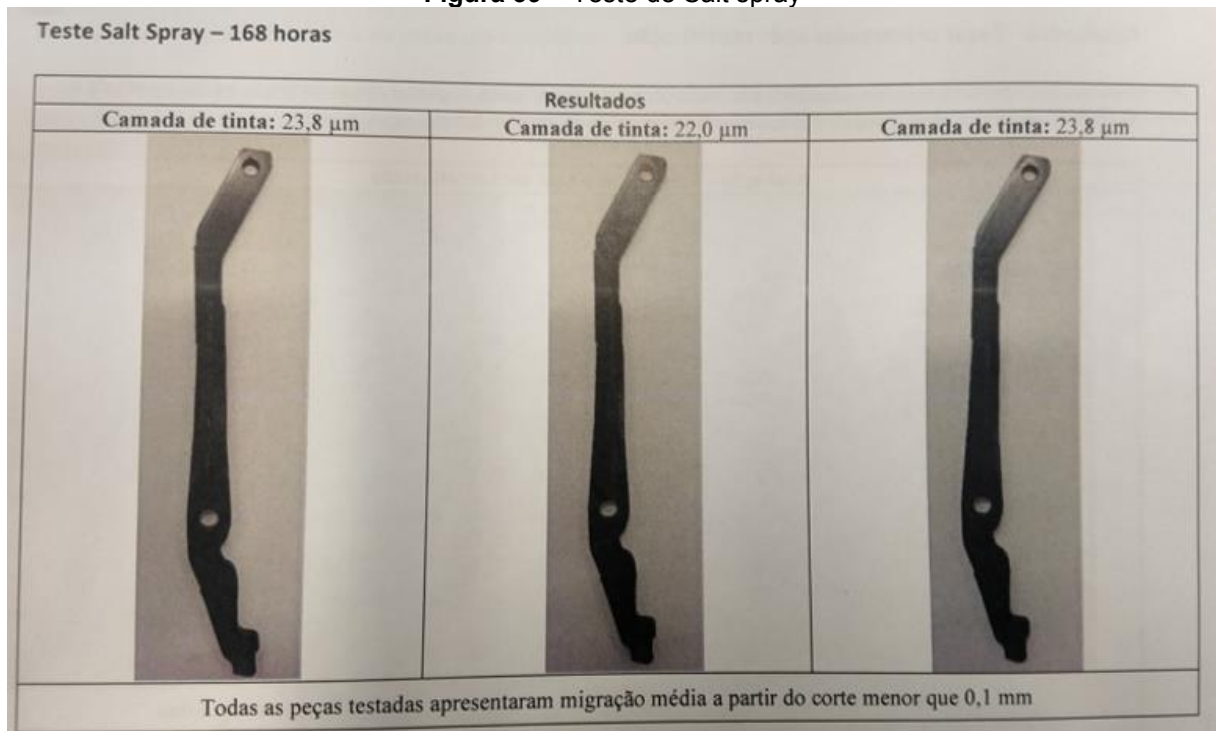 Teste Salt Spray – 168 horas
Resultados
Camada de tinta: 23,8 µm
Camada de tinta: 22,0 µm
Camada de tinta: 23,8 µm
Todas as peças testadas apresentaram migração média a partir do corte menor que 0,1 mm